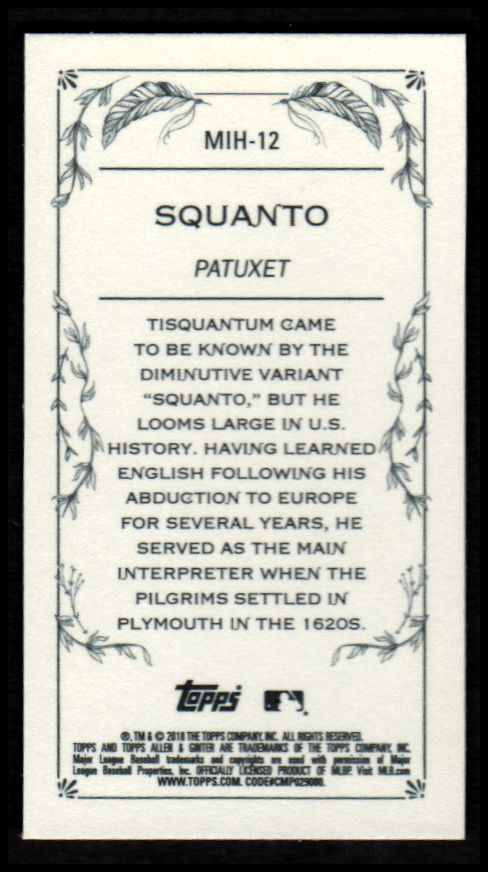 MIH-12
SQUANTO
PATUXET
TISQUANTUM CAME
TO BE KNOWN BY THE
DIMINUTIVE VARIANT
“SQUANTO,” BUT HE
LOOMS LARGE IN U.S.
HISTORY. HAVING LEARNED
ENGLISH FOLLOWING HIS
ABDUCTION TO EUROPE
FOR SEVERAL YEARS, HE
SERVED AS THE MAIN
INTERPRETER WHEN THE
PILGRIMS SETTLED IN
PLYMOUTH IN THE 1620S.
topps
®, TM & © 2018 THE TOPPS COMPANY, INC. ALL RIGHTS RESERVED.
TOPPS AND TOPPS ALLEN & GINTER ARE TRADEMARKS OF THE TOPPS COMPANY, INC.
Major League Baseball trademarks and copyrights are used with permission of Major
League Baseball Properties, Inc. OFFICIALLY LICENSED PRODUCT OF MLBP. Visit MLB.com
WWW.TOPPS.COM. CODE#CMP029088.